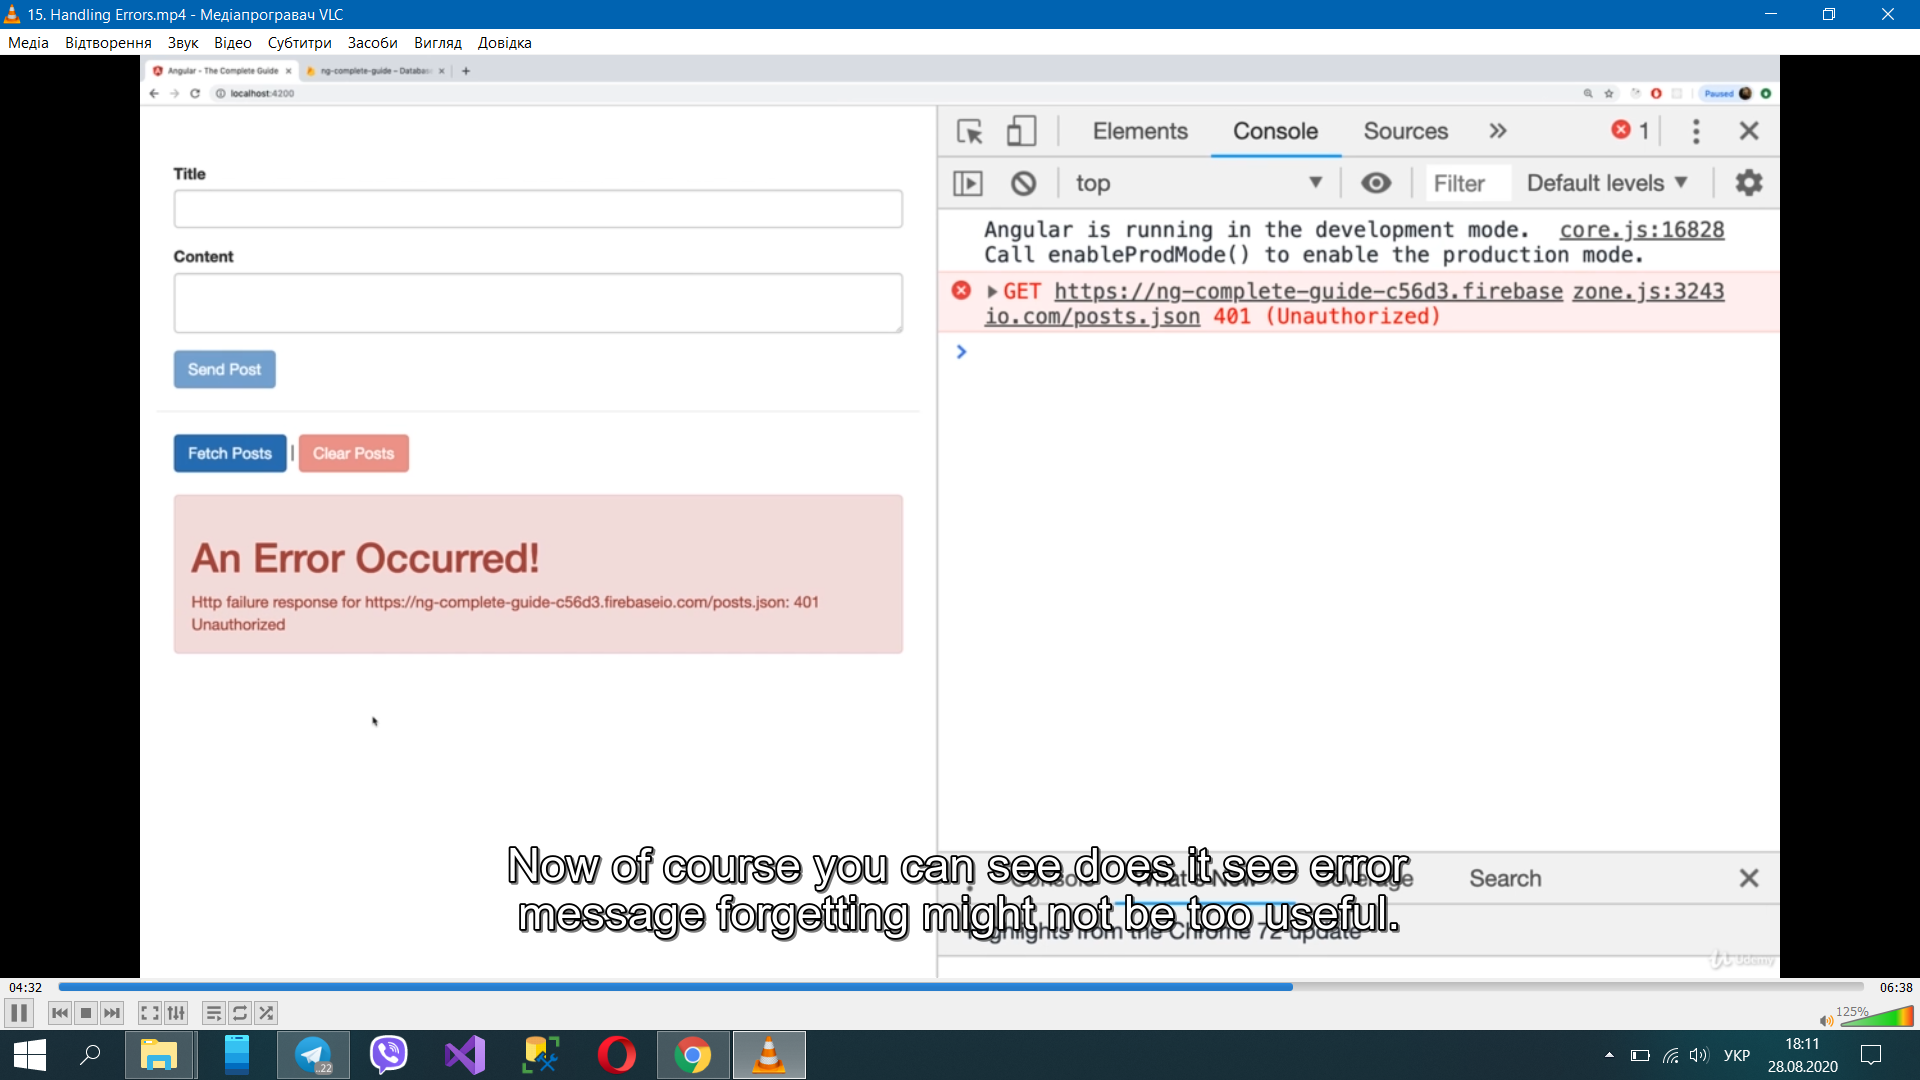 15. Handling Errors.mp4 - Медіапрогравач VLC
Медіа Відтворення Звук Відео Субтитри Засоби Вигляд Довідка
Angular - The Complete Guide ng-complete-guide – Databas
localhost:4200 Paused
Elements Console Sources 1
top Filter Default levels
Title
Content
Send Post
Fetch Posts | Clear Posts
An Error Occurred!
Http failure response for https://ng-complete-guide-c56d3.firebaseio.com/posts.json: 401
Unauthorized
Angular is running in the development mode. core.js:16828
Call enableProdMode() to enable the production mode.
GET https://ng-complete-guide-c56d3.firebase zone.js:3243
io.com/posts.json 401 (Unauthorized)
Console What's New Coverage Search
Highlights from the Chrome 72 update
Now of course you can see does it see error
message forgetting might not be too useful.
Udemy
04:32 06:38
125%
..22
УКР
18:11
28.08.2020